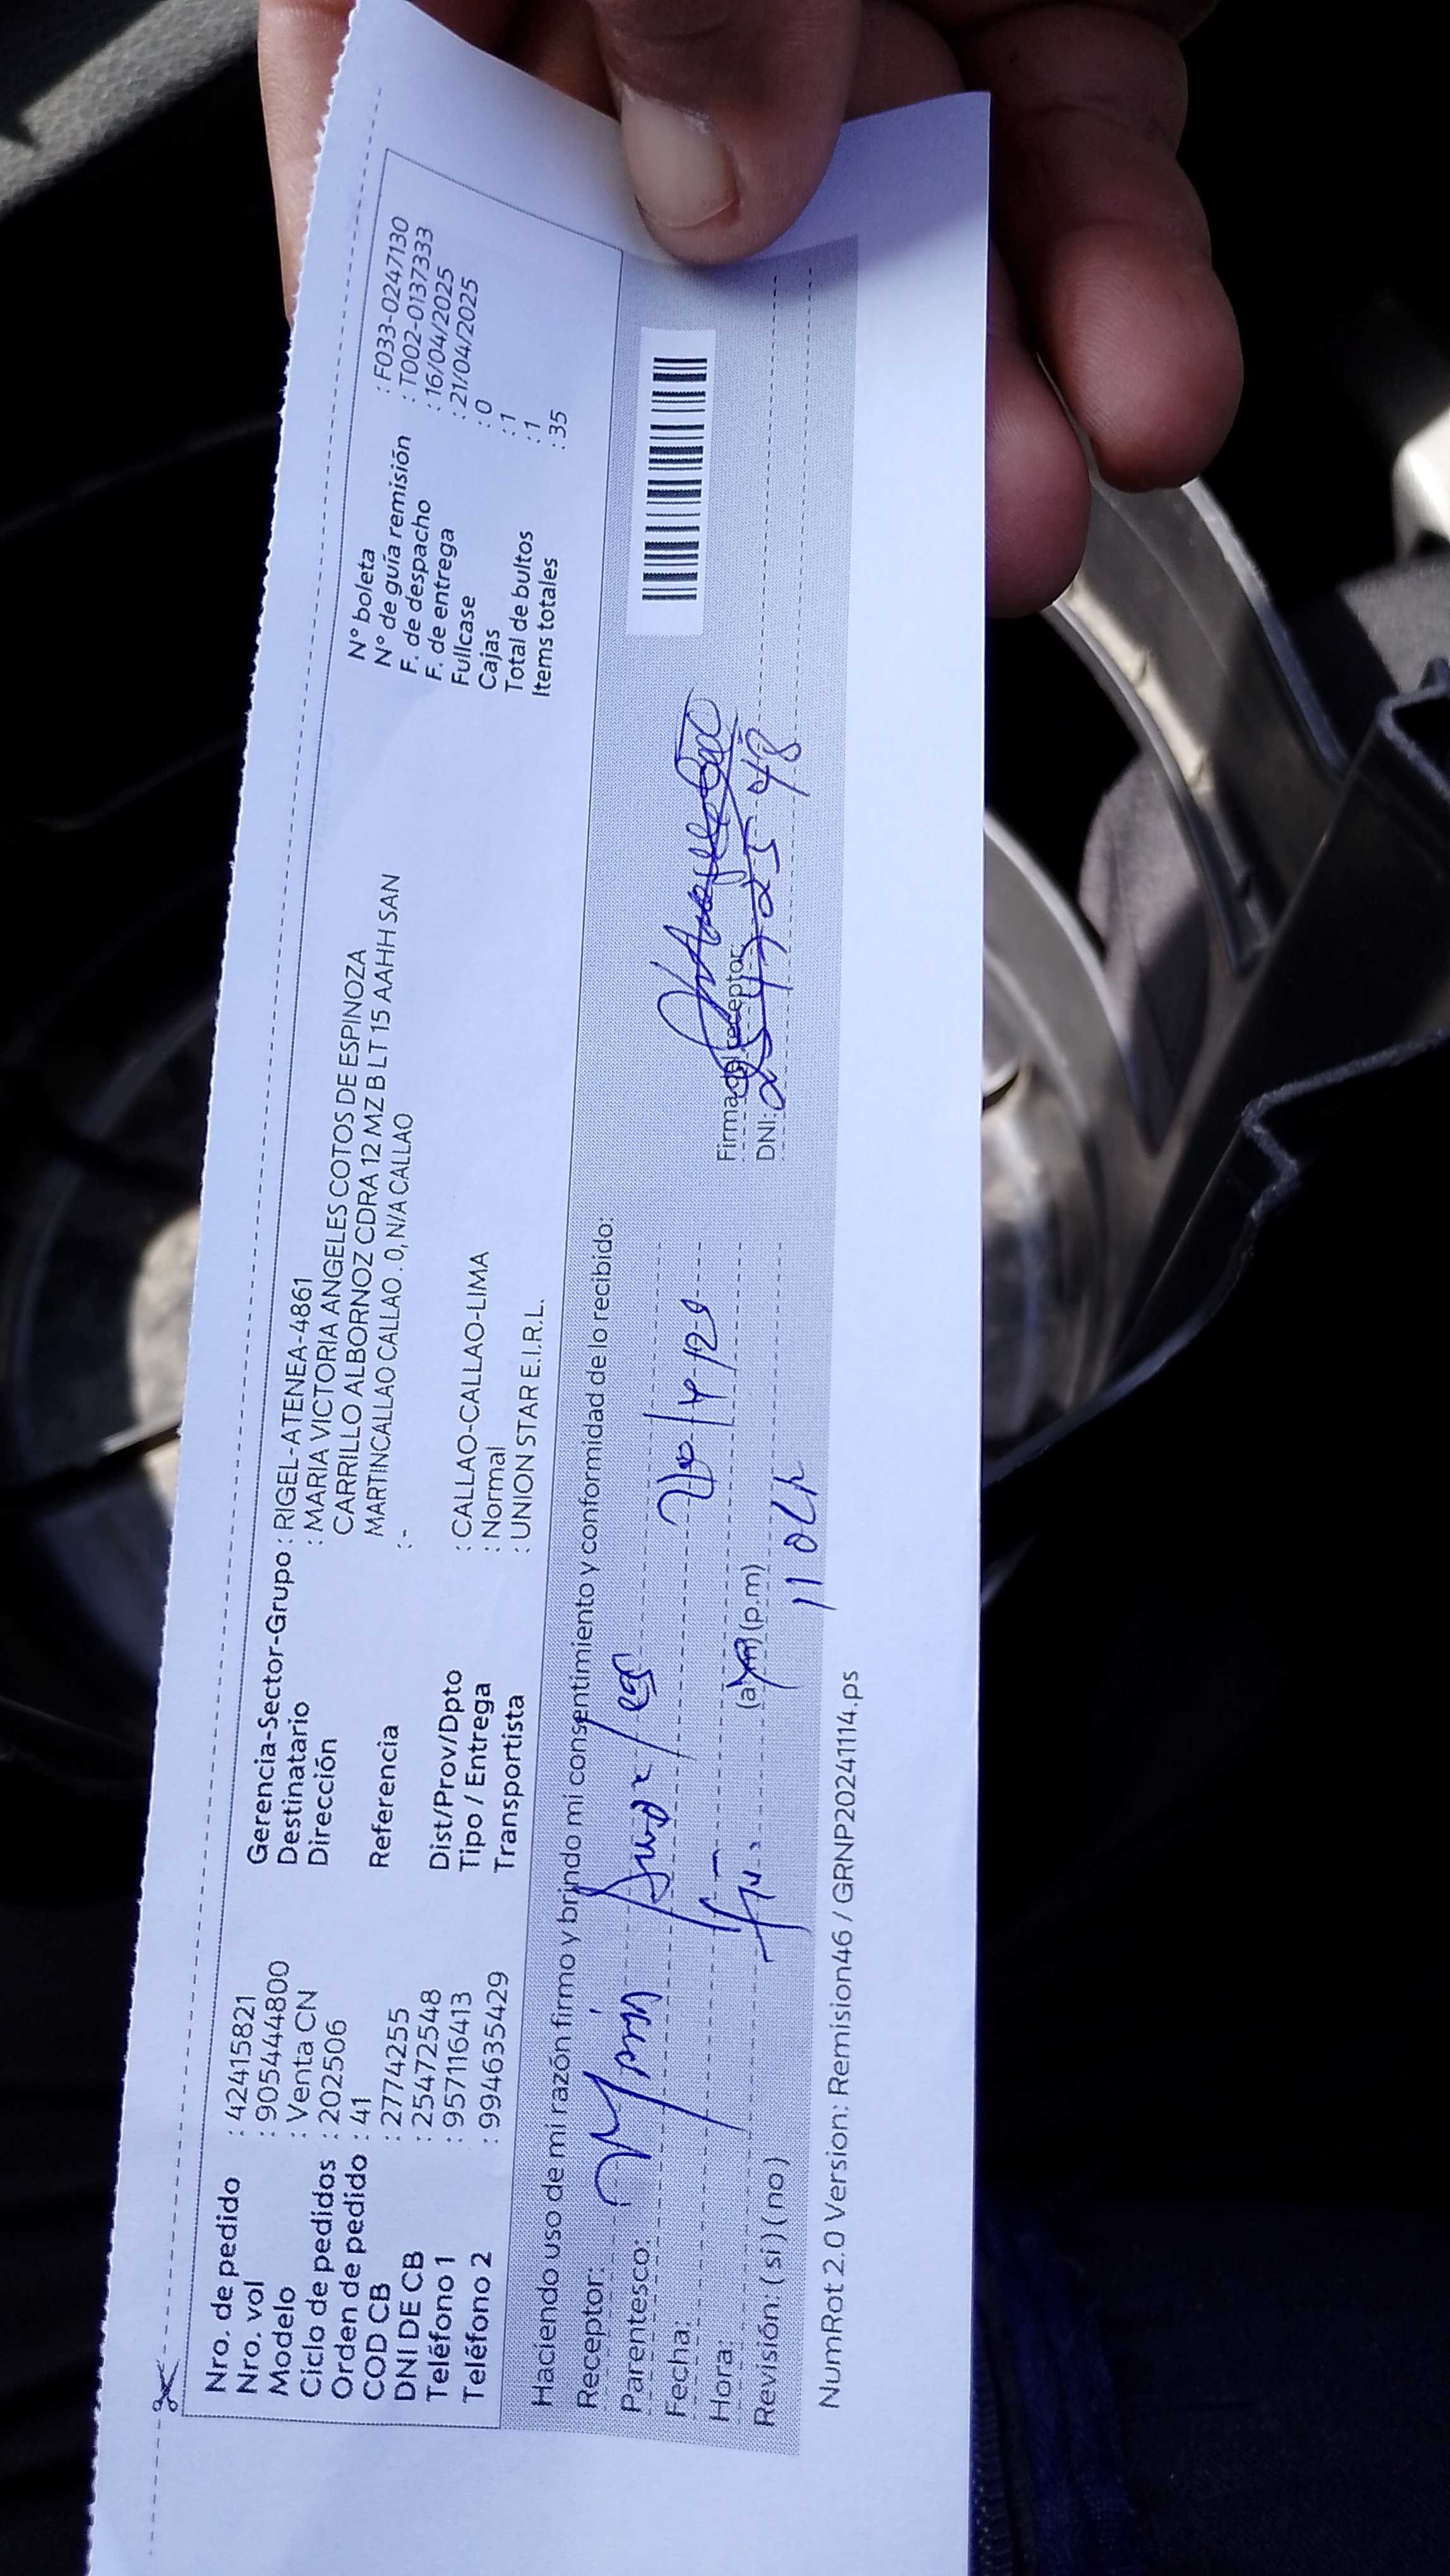 Nro. de pedido : 42415821
Nro. vol : 905444800
Modelo : Venta CN
Ciclo de pedidos : 202506
Orden de pedido : 41
COD CB : 2774255
DNI DE CB : 25472548
Teléfono 1 : 957116413
Teléfono 2 : 994635429
Gerencia-Sector-Grupo : RIGEL-ATENEA-4861
Destinatario : MARIA VICTORIA ANGELES COTOS DE ESPINOZA
Dirección CARRILLO ALBORNOZ CDRA 12 MZ B LT 15 AAHH SAN
MARTINCALLAO CALLAO . 0, N/A CALLAO
Referencia : -
Dist/Prov/Dpto : CALLAO-CALLAO-LIMA
Tipo / Entrega : Normal
Transportista : UNION STAR E.I.R.L.
N° boleta : F033-0247130
N° de guía remisión : T002-0137333
F. de despacho : 16/04/2025
F. de entrega : 21/04/2025
Fullcase : 0
Cajas : 1
Total de bultos : 1
Items totales : 35
Haciendo uso de mi razón firmo y brindo mi consentimiento y conformidad de lo recibido:
Receptor:
Parentesco:
Fecha:
Hora: (a.m) (p.m)
Revisión: ( si ) ( no )
Firma del receptor
DNI: 25472548
NumRot 2.0 Version: Remision46 / GRNP20241114.ps